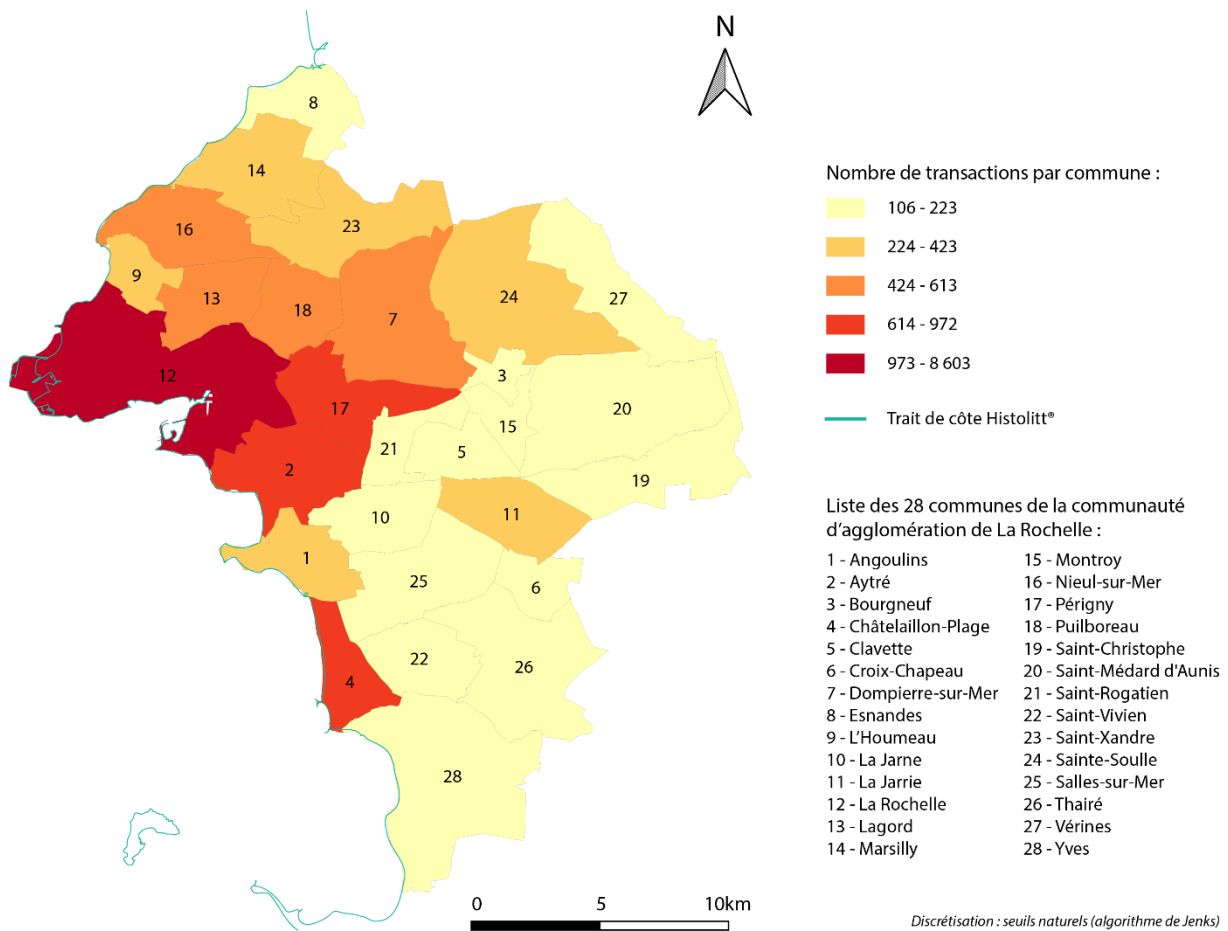 N
8
14
23
16
9
13
18
7
24
27
12
3
17
20
15
21
5
2
19
10
11
1
25
6
22
26
4
28
0 5 10km
Nombre de transactions par commune :
106 - 223
224 - 423
424 - 613
614 - 972
973 - 8 603
Trait de côte Histolitt®
Liste des 28 communes de la communauté
d'agglomération de La Rochelle :
1 - Angoulins
2 - Aytré
3 - Bourgneuf
4 - Châtelaillon-Plage
5 - Clavette
6 - Croix-Chapeau
7 - Dompierre-sur-Mer
8 - Esnandes
9 - L'Houmeau
10 - La Jarne
11 - La Jarrie
12 - La Rochelle
13 - Lagord
14 - Marsilly
15 - Montroy
16 - Nieul-sur-Mer
17 - Périgny
18 - Puilboreau
19 - Saint-Christophe
20 - Saint-Médard d'Aunis
21 - Saint-Rogatien
22 - Saint-Vivien
23 - Saint-Xandre
24 - Sainte-Soulle
25 - Salles-sur-Mer
26 - Thairé
27 - Vérines
28 - Yves
Discrétisation : seuils naturels (algorithme de Jenks)